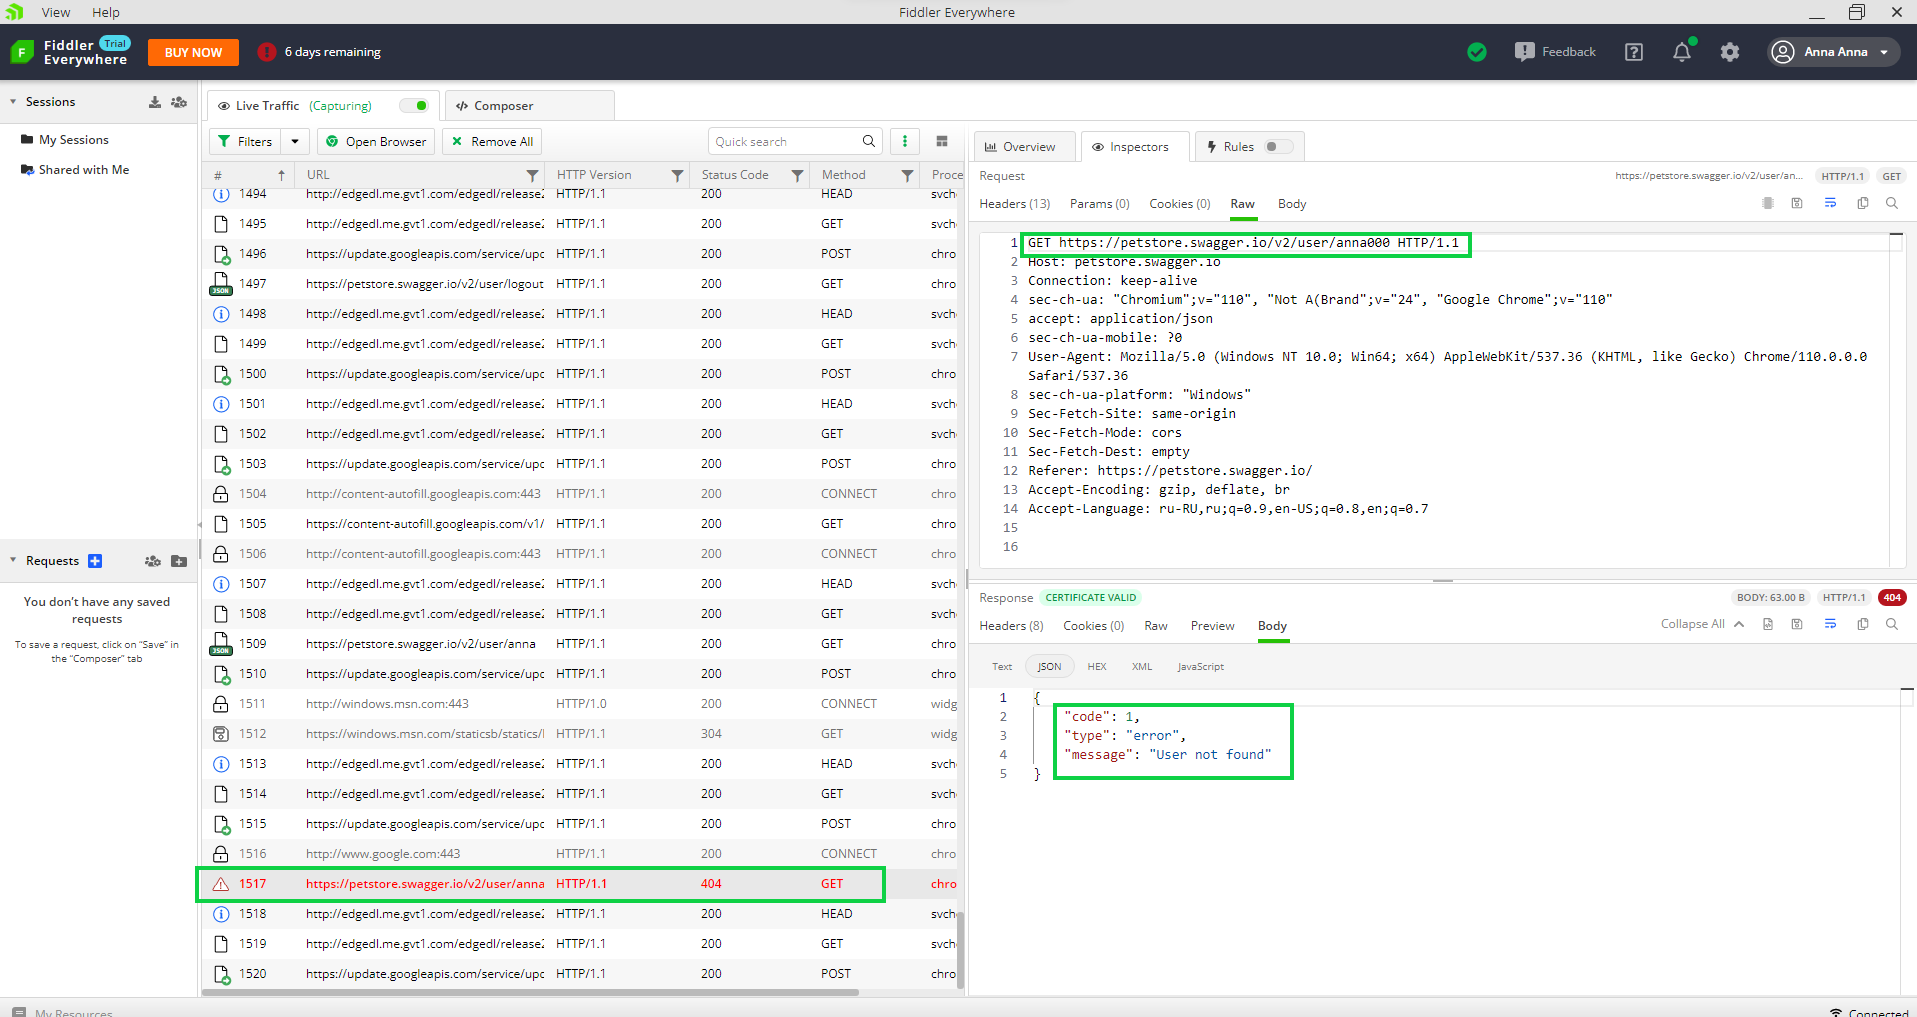 View Help Fiddler Everywhere
Fiddler Everywhere Trial BUY NOW 6 days remaining Feedback Anna Anna
Sessions
My Sessions
Shared with Me
Requests
You don't have any saved
requests
To save a request, click on "Save" in
the "Composer" tab
Live Traffic (Capturing) Composer
Filters Open Browser Remove All Quick search
# URL HTTP Version Status Code Method Proce
1494 http://edgedl.me.gvt1.com/edgedl/release2 HTTP/1.1 200 HEAD svch
1495 http://edgedl.me.gvt1.com/edgedl/release2 HTTP/1.1 200 GET svch
1496 https://update.googleapis.com/service/upd HTTP/1.1 200 POST chro
JSON 1497 https://petstore.swagger.io/v2/user/logout HTTP/1.1 200 GET chro
1498 http://edgedl.me.gvt1.com/edgedl/release2 HTTP/1.1 200 HEAD svch
1499 http://edgedl.me.gvt1.com/edgedl/release2 HTTP/1.1 200 GET svch
1500 https://update.googleapis.com/service/upd HTTP/1.1 200 POST chro
1501 http://edgedl.me.gvt1.com/edgedl/release2 HTTP/1.1 200 HEAD svch
1502 http://edgedl.me.gvt1.com/edgedl/release2 HTTP/1.1 200 GET svch
1503 https://update.googleapis.com/service/upd HTTP/1.1 200 POST chro
1504 http://content-autofill.googleapis.com:443 HTTP/1.1 200 CONNECT chro
1505 https://content-autofill.googleapis.com/v1/ HTTP/1.1 200 GET chro
1506 http://content-autofill.googleapis.com:443 HTTP/1.1 200 CONNECT chro
1507 http://edgedl.me.gvt1.com/edgedl/release2 HTTP/1.1 200 HEAD svch
1508 http://edgedl.me.gvt1.com/edgedl/release2 HTTP/1.1 200 GET svch
JSON 1509 https://petstore.swagger.io/v2/user/anna HTTP/1.1 200 GET chro
1510 https://update.googleapis.com/service/upd HTTP/1.1 200 POST chro
1511 http://windows.msn.com:443 HTTP/1.0 200 CONNECT widg
1512 https://windows.msn.com/staticsb/statics/l HTTP/1.1 304 GET widg
1513 http://edgedl.me.gvt1.com/edgedl/release2 HTTP/1.1 200 HEAD svch
1514 http://edgedl.me.gvt1.com/edgedl/release2 HTTP/1.1 200 GET svch
1515 https://update.googleapis.com/service/upd HTTP/1.1 200 POST chro
1516 http://www.google.com:443 HTTP/1.1 200 CONNECT chro
1517 https://petstore.swagger.io/v2/user/anna HTTP/1.1 404 GET chro
1518 http://edgedl.me.gvt1.com/edgedl/release2 HTTP/1.1 200 HEAD svch
1519 http://edgedl.me.gvt1.com/edgedl/release2 HTTP/1.1 200 GET svch
1520 https://update.googleapis.com/service/upd HTTP/1.1 200 POST chro
Overview Inspectors Rules
Request https://petstore.swagger.io/v2/user/an... HTTP/1.1 GET
Headers (13) Params (0) Cookies (0) Raw Body
1 GET https://petstore.swagger.io/v2/user/anna000 HTTP/1.1
2 Host: petstore.swagger.io
3 Connection: keep-alive
4 sec-ch-ua: "Chromium";v="110", "Not A(Brand";v="24", "Google Chrome";v="110"
5 accept: application/json
6 sec-ch-ua-mobile: ?0
7 User-Agent: Mozilla/5.0 (Windows NT 10.0; Win64; x64) AppleWebKit/537.36 (KHTML, like Gecko) Chrome/110.0.0.0
Safari/537.36
8 sec-ch-ua-platform: "Windows"
9 Sec-Fetch-Site: same-origin
10 Sec-Fetch-Mode: cors
11 Sec-Fetch-Dest: empty
12 Referer: https://petstore.swagger.io/
13 Accept-Encoding: gzip, deflate, br
14 Accept-Language: ru-RU,ru;q=0.9,en-US;q=0.8,en;q=0.7
15
16
Response CERTIFICATE VALID BODY: 63.00 B HTTP/1.1 404
Headers (8) Cookies (0) Raw Preview Body Collapse All
Text JSON HEX XML JavaScript
1 {
2 "code": 1,
3 "type": "error",
4 "message": "User not found"
5 }
My Resources Connected